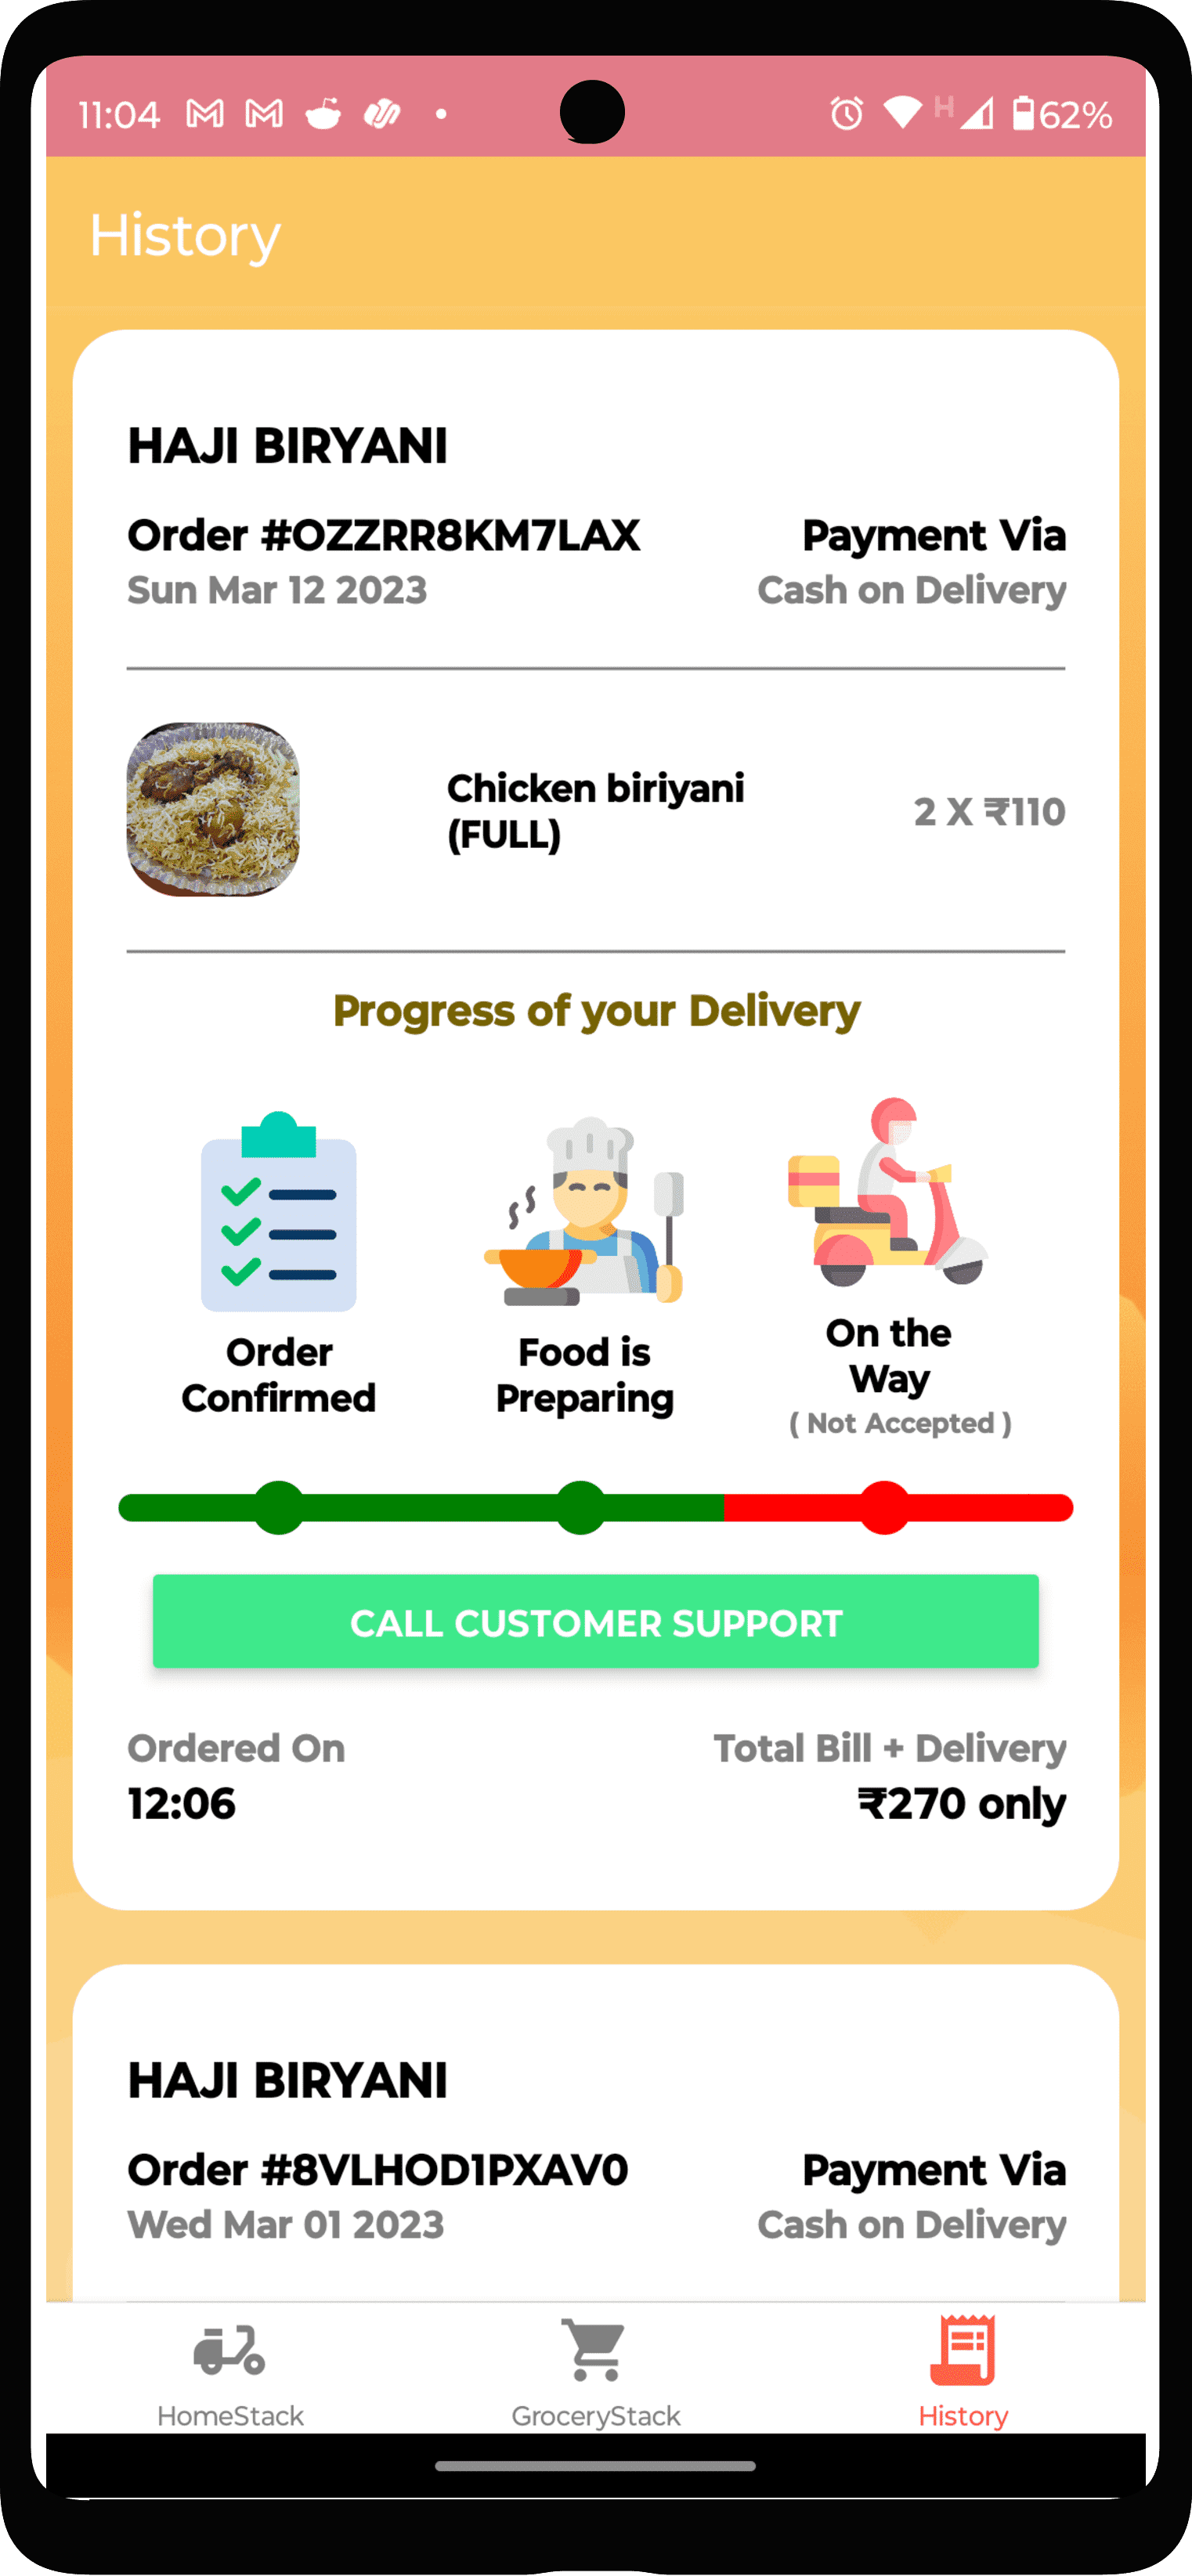 11:04
H
62%
History
HAJI BIRYANI
Order #OZZRR8KM7LAX
Payment Via
Sun Mar 12 2023
Cash on Delivery
Chicken biriyani
(FULL)
2 X ₹110
Progress of your Delivery
Order
Confirmed
Food is
Preparing
On the
Way
( Not Accepted )
CALL CUSTOMER SUPPORT
Ordered On
Total Bill + Delivery
12:06
₹270 only
HAJI BIRYANI
Order #8VLHOD1PXAV0
Payment Via
Wed Mar 01 2023
Cash on Delivery
HomeStack
GroceryStack
History